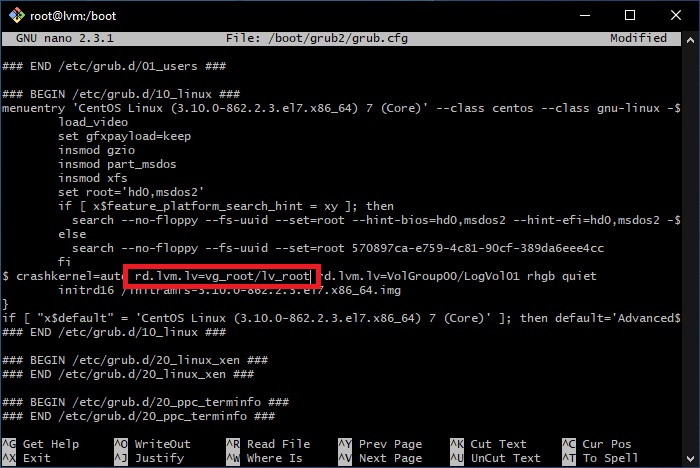 root@lvm:/boot
GNU nano 2.3.1 File: /boot/grub2/grub.cfg Modified
### END /etc/grub.d/01_users ###
### BEGIN /etc/grub.d/10_linux ###
menuentry 'CentOS Linux (3.10.0-862.2.3.el7.x86_64) 7 (Core)' --class centos --class gnu-linux -$
load_video
set gfxpayload=keep
insmod gzio
insmod part_msdos
insmod xfs
set root='hd0,msdos2'
if [ x$feature_platform_search_hint = xy ]; then
search --no-floppy --fs-uuid --set=root --hint-bios=hd0,msdos2 --hint-efi=hd0,msdos2 -$
else
search --no-floppy --fs-uuid --set=root 570897ca-e759-4c81-90cf-389da6eee4cc
fi
$ crashkernel=auto rd.lvm.lv=vg_root/lv_root rd.lvm.lv=VolGroup00/LogVol01 rhgb quiet
initrd16 /initramfs-3.10.0-862.2.3.el7.x86_64.img
}
if [ "x$default" = 'CentOS Linux (3.10.0-862.2.3.el7.x86_64) 7 (Core)' ]; then default='Advanced$
### END /etc/grub.d/10_linux ###
### BEGIN /etc/grub.d/20_linux_xen ###
### END /etc/grub.d/20_linux_xen ###
### BEGIN /etc/grub.d/20_ppc_terminfo ###
### END /etc/grub.d/20_ppc_terminfo ###
^G Get Help ^O WriteOut ^R Read File ^Y Prev Page ^K Cut Text ^C Cur Pos
^X Exit ^J Justify ^W Where Is ^V Next Page ^U UnCut Text ^T To Spell